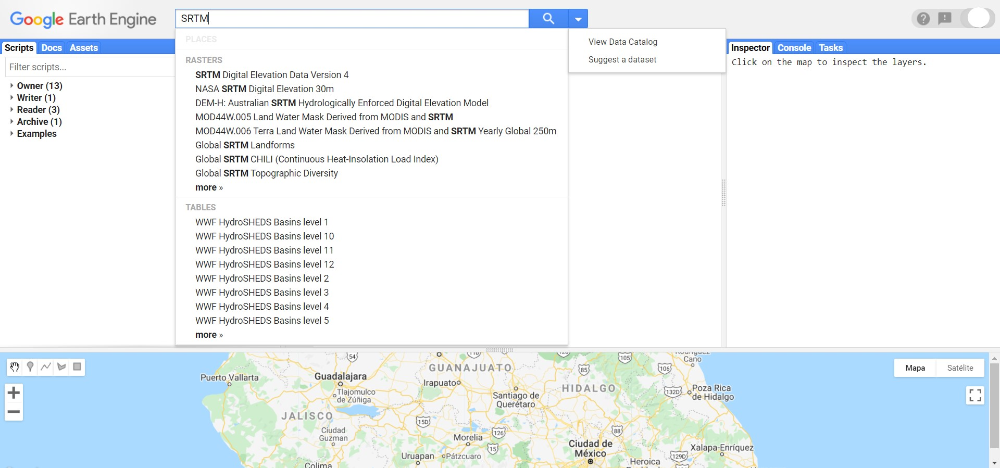 Google Earth Engine
SRTM
PLACES
RASTERS
SRTM Digital Elevation Data Version 4
NASA SRTM Digital Elevation 30m
DEM-H: Australian SRTM Hydrologically Enforced Digital Elevation Model
MOD44W.005 Land Water Mask Derived from MODIS and SRTM
MOD44W.006 Terra Land Water Mask Derived from MODIS and SRTM Yearly Global 250m
Global SRTM Landforms
Global SRTM CHILI (Continuous Heat-Insolation Load Index)
Global SRTM Topographic Diversity
more »
TABLES
WWF HydroSHEDS Basins level 1
WWF HydroSHEDS Basins level 10
WWF HydroSHEDS Basins level 11
WWF HydroSHEDS Basins level 12
WWF HydroSHEDS Basins level 2
WWF HydroSHEDS Basins level 3
WWF HydroSHEDS Basins level 4
WWF HydroSHEDS Basins level 5
more »
View Data Catalog
Suggest a dataset
Scripts Docs Assets
Filter scripts...
Owner (13)
Writer (1)
Reader (3)
Archive (1)
Examples
Inspector Console Tasks
Click on the map to inspect the layers.
Mapa Satélite
54
110
105
Cano
106
85
GUANAJUATO
Puerto Vallarta
Guadalajara
Irapuato
HIDALGO
132D
Poza Rica
de Hidalgo
Tlajomulco
de Zúñiga
Santiago de
Querétaro
JALISCO
15D
Ciudad
Guzman
126
88
Morelia
15
Ciudad de
México
Xalapa-Enríquez
Uruapan
Pátzcuaro
129D
Heroica
Colima